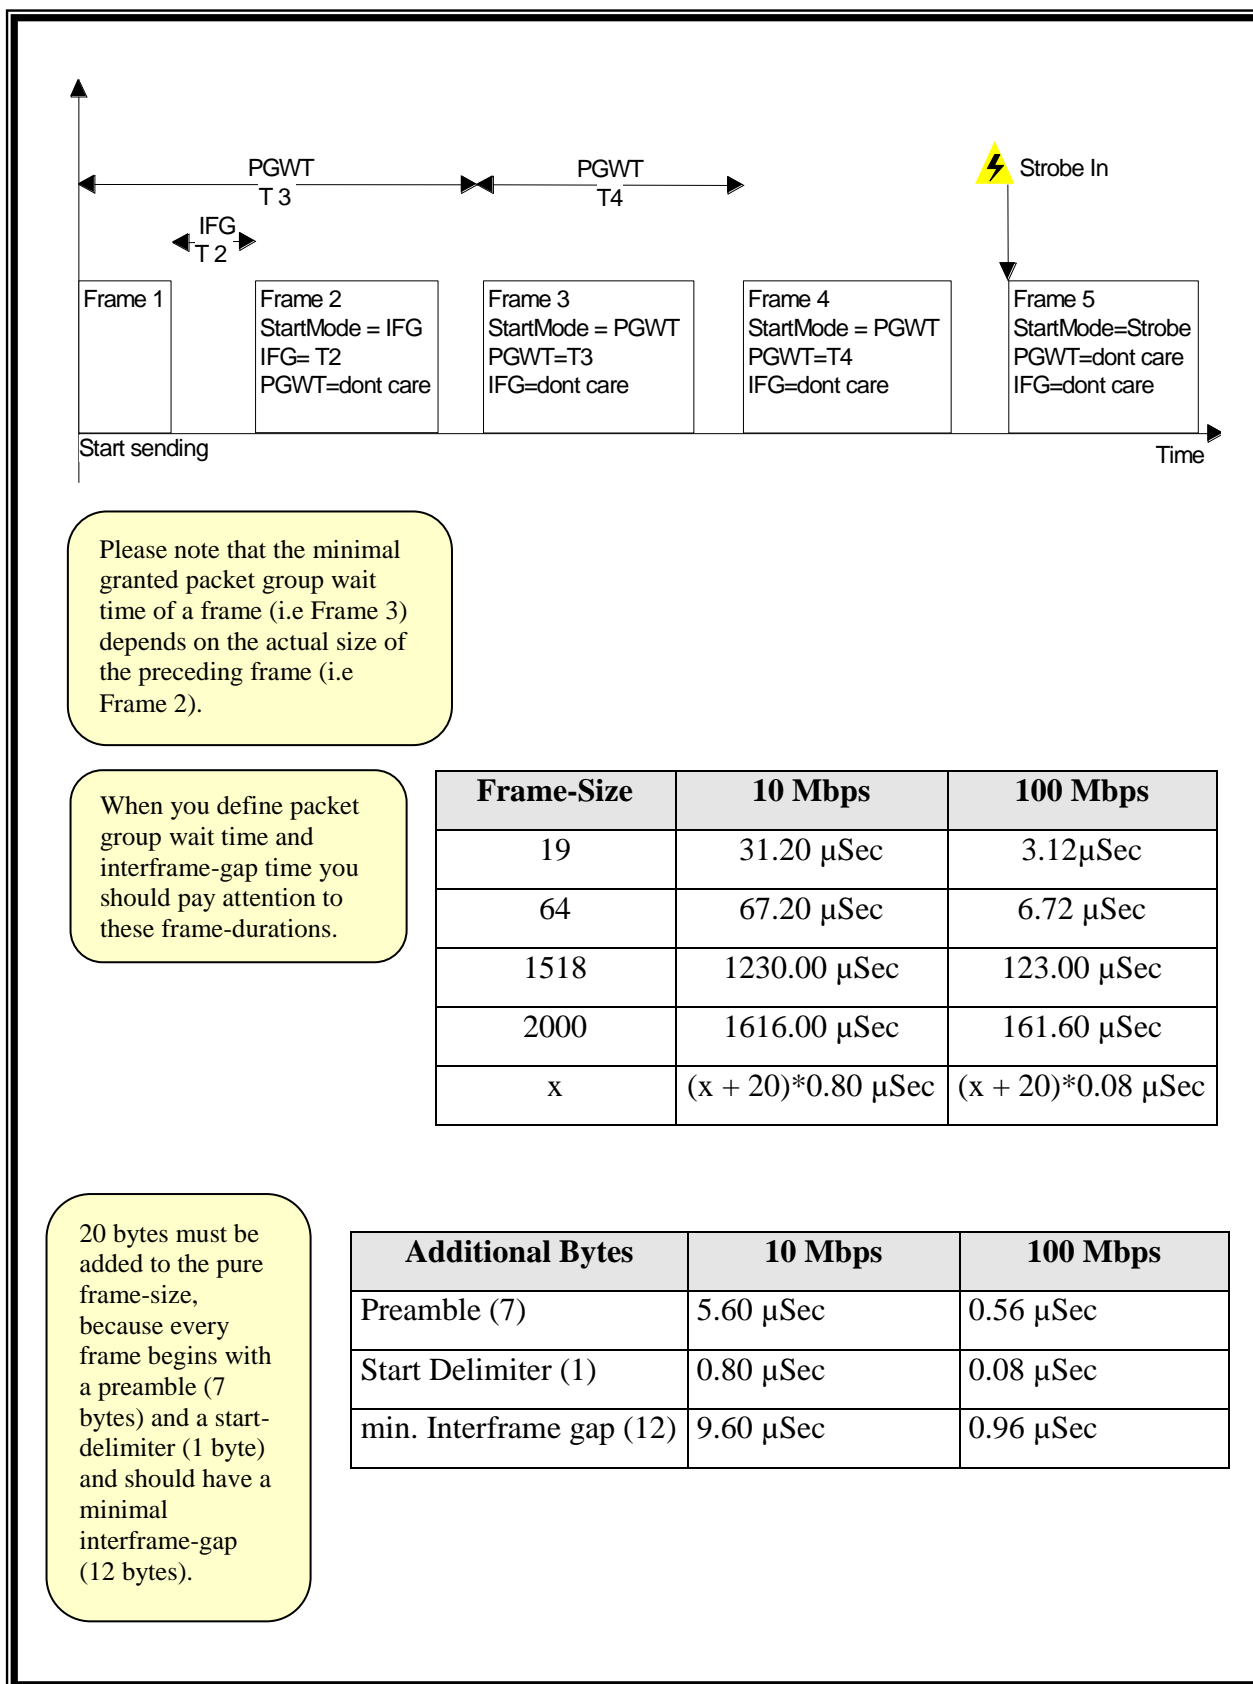 PGWT
T 3
PGWT
T4
Strobe In
IFG
T 2
Frame 1
Frame 2
StartMode = IFG
IFG= T2
PGWT=dont care
Frame 3
StartMode = PGWT
PGWT=T3
IFG=dont care
Frame 4
StartMode = PGWT
PGWT=T4
IFG=dont care
Frame 5
StartMode=Strobe
PGWT=dont care
IFG=dont care
Start sending
Time
Please note that the minimal
granted packet group wait
time of a frame (i.e Frame 3)
depends on the actual size of
the preceding frame (i.e
Frame 2).
When you define packet
group wait time and
interframe-gap time you
should pay attention to
these frame-durations.
Frame-Size 10 Mbps 100 Mbps
19 31.20 µSec 3.12µSec
64 67.20 µSec 6.72 µSec
1518 1230.00 µSec 123.00 µSec
2000 1616.00 µSec 161.60 µSec
x (x + 20)*0.80 µSec (x + 20)*0.08 µSec
20 bytes must be
added to the pure
frame-size,
because every
frame begins with
a preamble (7
bytes) and a start-
delimiter (1 byte)
and should have a
minimal
interframe-gap
(12 bytes).
Additional Bytes 10 Mbps 100 Mbps
Preamble (7) 5.60 µSec 0.56 µSec
Start Delimiter (1) 0.80 µSec 0.08 µSec
min. Interframe gap (12) 9.60 µSec 0.96 µSec